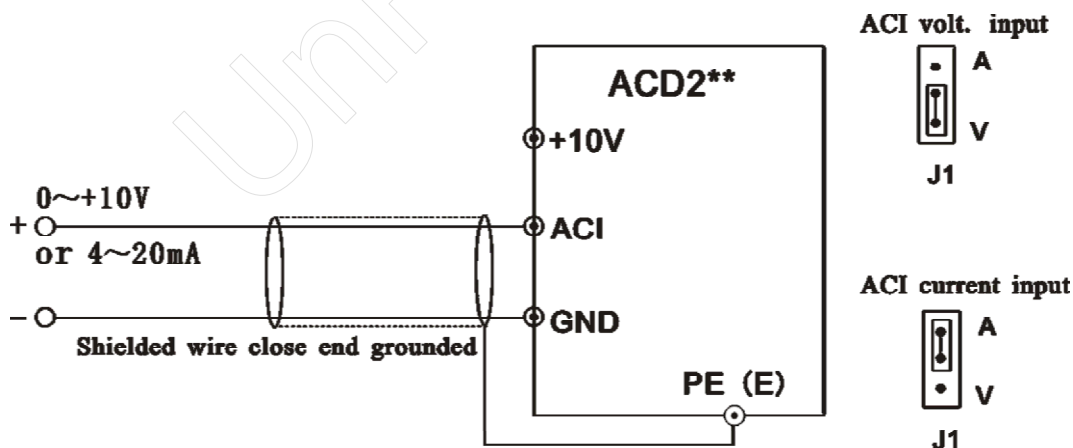 ACI volt. input
A
V
J1
ACD2**
+10V
0～+10V
+
ACI
or 4～20mA
-
GND
Shielded wire close end grounded
PE (E)
ACI current input
A
V
J1